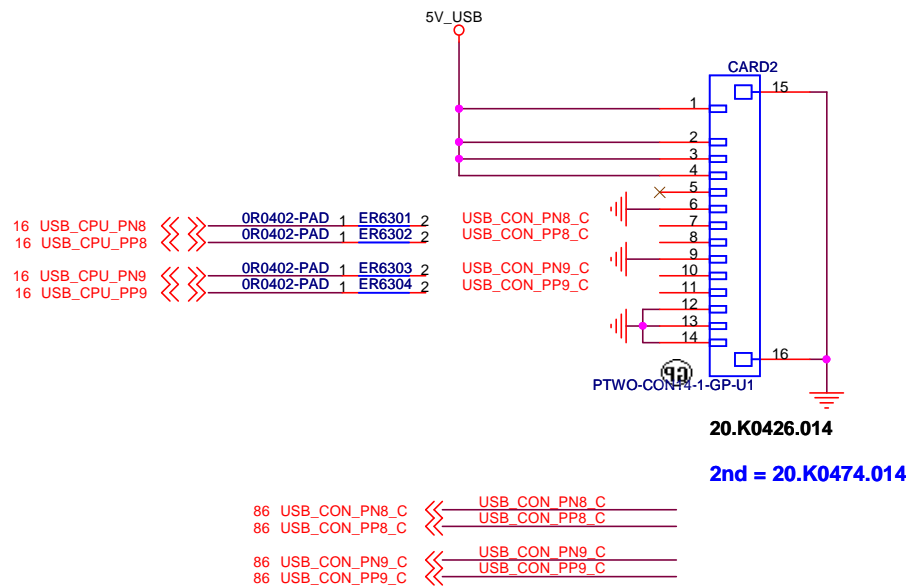 5V_USB
CARD2
15
1
2
3
4
5
6
7
8
9
10
11
12
13
14
16
16 USB_CPU_PN8 0R0402-PAD 1 ER6301 2 USB_CON_PN8_C
16 USB_CPU_PP8 0R0402-PAD 1 ER6302 2 USB_CON_PP8_C
16 USB_CPU_PN9 0R0402-PAD 1 ER6303 2 USB_CON_PN9_C
16 USB_CPU_PP9 0R0402-PAD 1 ER6304 2 USB_CON_PP9_C
GP
PTWO-CON14-1-GP-U1
20.K0426.014
2nd = 20.K0474.014
86 USB_CON_PN8_C USB_CON_PN8_C
86 USB_CON_PP8_C USB_CON_PP8_C
86 USB_CON_PN9_C USB_CON_PN9_C
86 USB_CON_PP9_C USB_CON_PP9_C